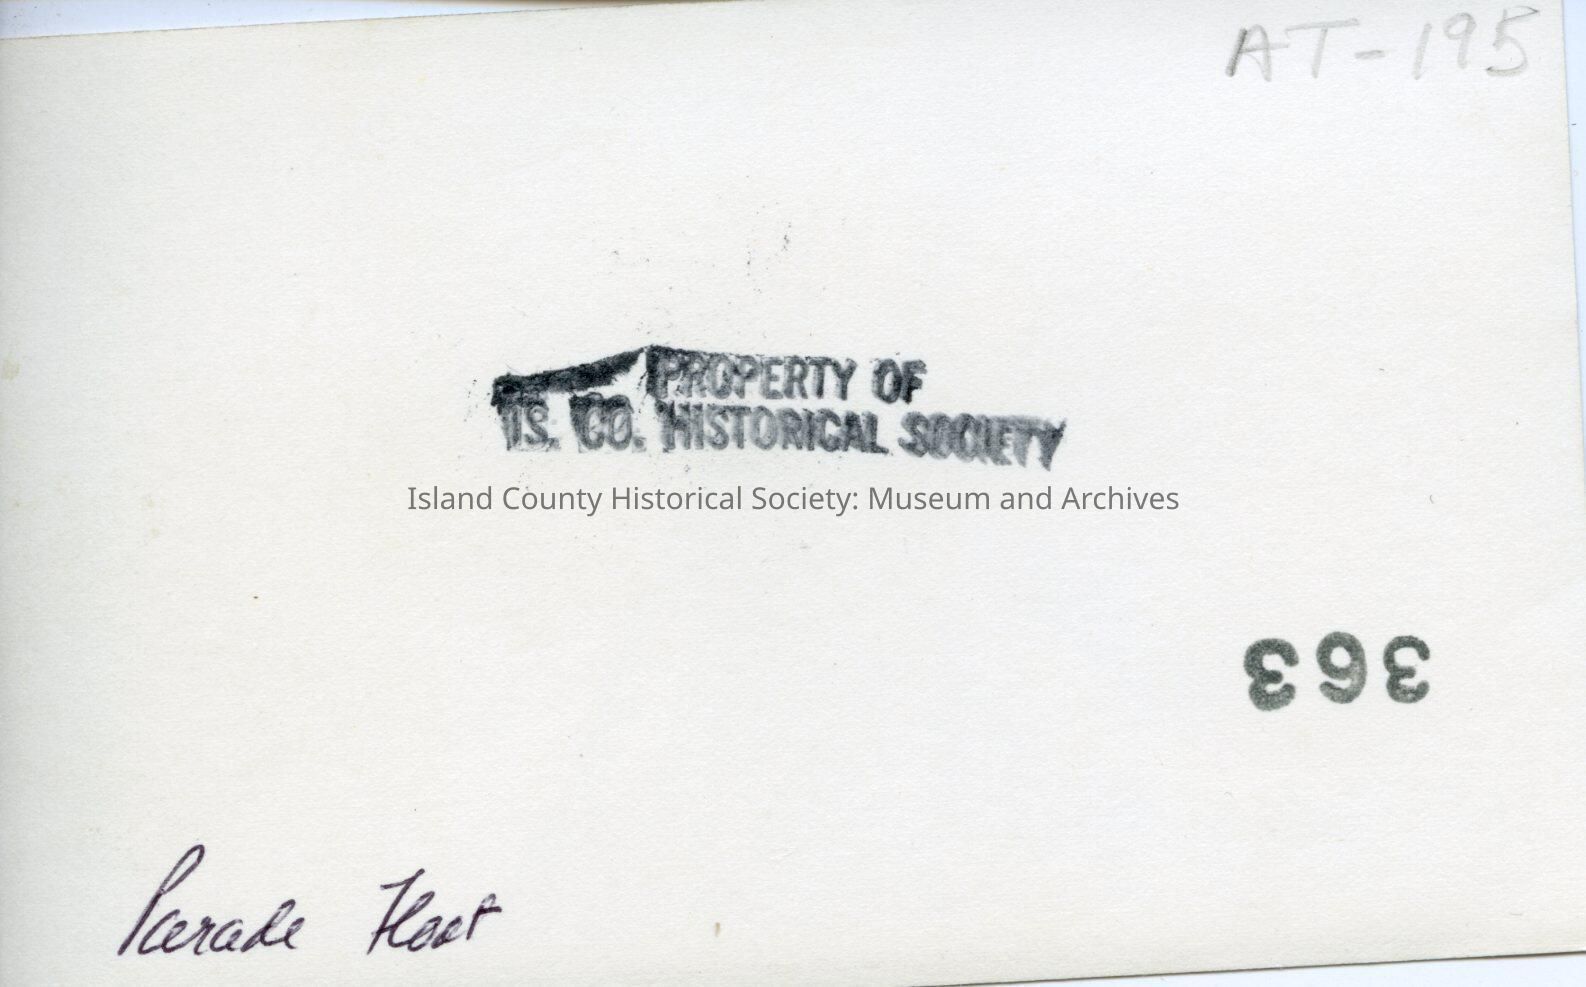 AT-195
PROPERTY OF
IS. CO. HISTORICAL SOCIETY
Island County Historical Society: Museum and Archives
363
Parade Float